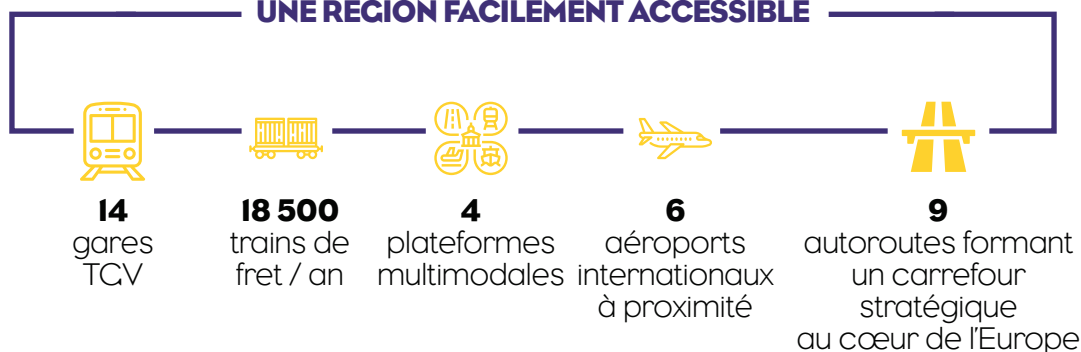 UNE RÉGION FACILEMENT ACCESSIBLE
14
gares
TGV
18 500
trains de
fret / an
4
plateformes
multimodales
6
aéroports
internationaux
à proximité
9
autoroutes formant
un carrefour
stratégique
au cœur de l'Europe